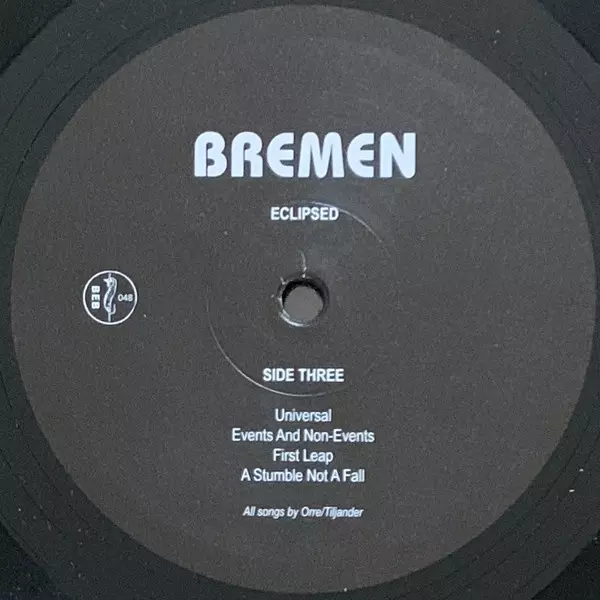 BREMEN
ECLIPSED
BEB
048
SIDE THREE
Universal
Events And Non-Events
First Leap
A Stumble Not A Fall
All songs by Orre/Tiljander